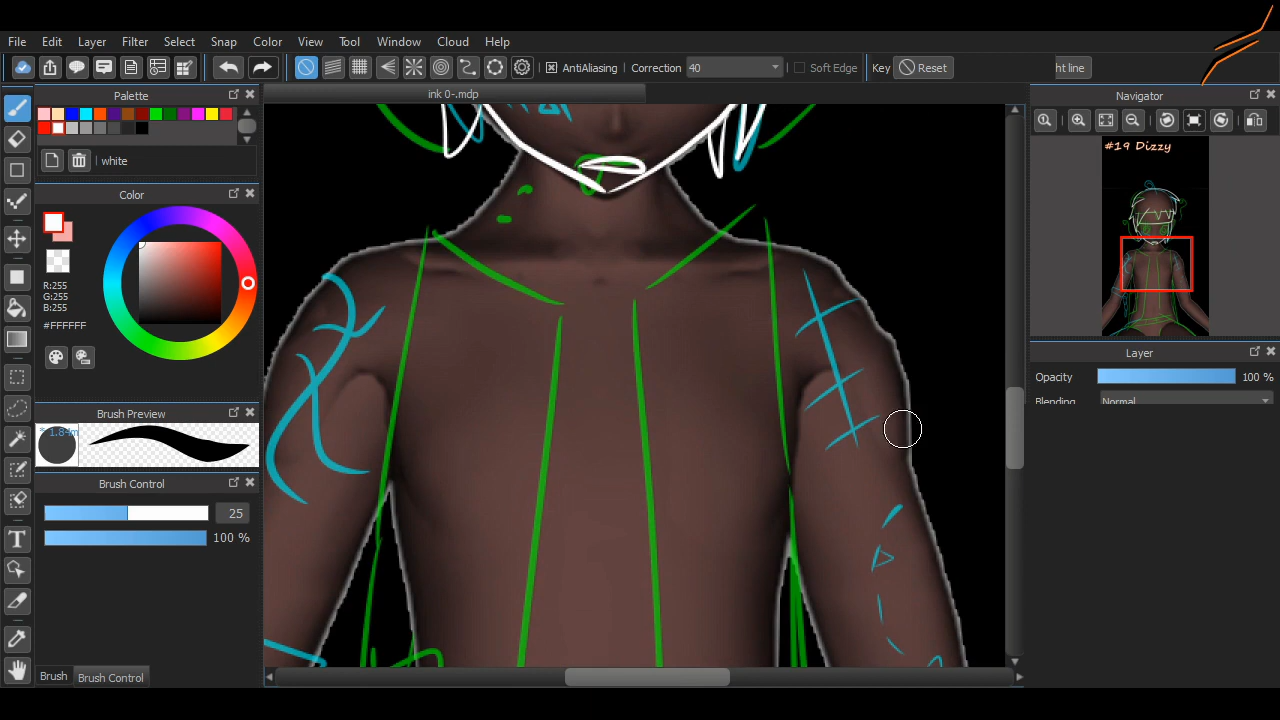 File Edit Layer Filter Select Snap Color View Tool Window Cloud Help
AntiAliasing Correction 40 Soft Edge Key Reset ht line
Palette
ink 0-.mdp
Navigator
#19 Dizzy
white
Color
R:255
G:255
B:255
#FFFFFF
Layer
Opacity 100 %
Blending Normal
Brush Preview
Brush Control
25
100 %
Brush Brush Control